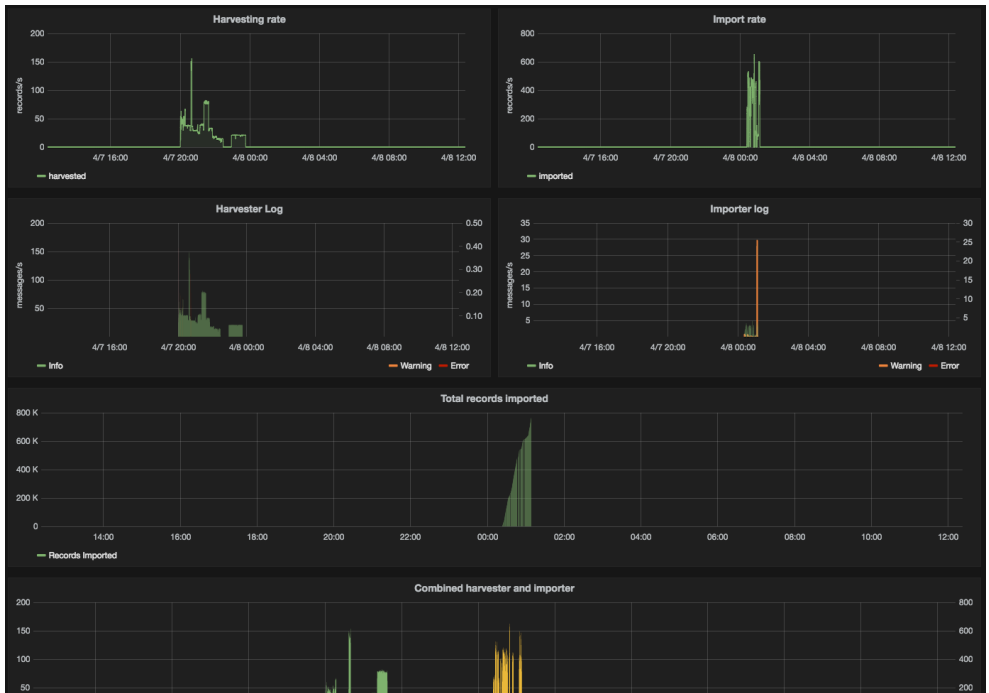 Harvesting rate
200
150
100
50
0
records/s
4/7 16:00 4/7 20:00 4/8 00:00 4/8 04:00 4/8 08:00 4/8 12:00
harvested
Import rate
800
600
400
200
0
records/s
4/7 16:00 4/7 20:00 4/8 00:00 4/8 04:00 4/8 08:00 4/8 12:00
imported
Harvester Log
200 0.50
150 0.40
0.30
100 0.20
50 0.10
messages/s
4/7 16:00 4/7 20:00 4/8 00:00 4/8 04:00 4/8 08:00 4/8 12:00
Info Warning Error
Importer log
35 30
30 25
25 20
20 15
15
10 10
5 5
messages/s
4/7 16:00 4/7 20:00 4/8 00:00 4/8 04:00 4/8 08:00 4/8 12:00
Info Warning Error
Total records imported
800 K
600 K
400 K
200 K
0
14:00 16:00 18:00 20:00 22:00 00:00 02:00 04:00 06:00 08:00 10:00 12:00
Records Imported
Combined harvester and importer
200 800
150 600
100 400
50 200